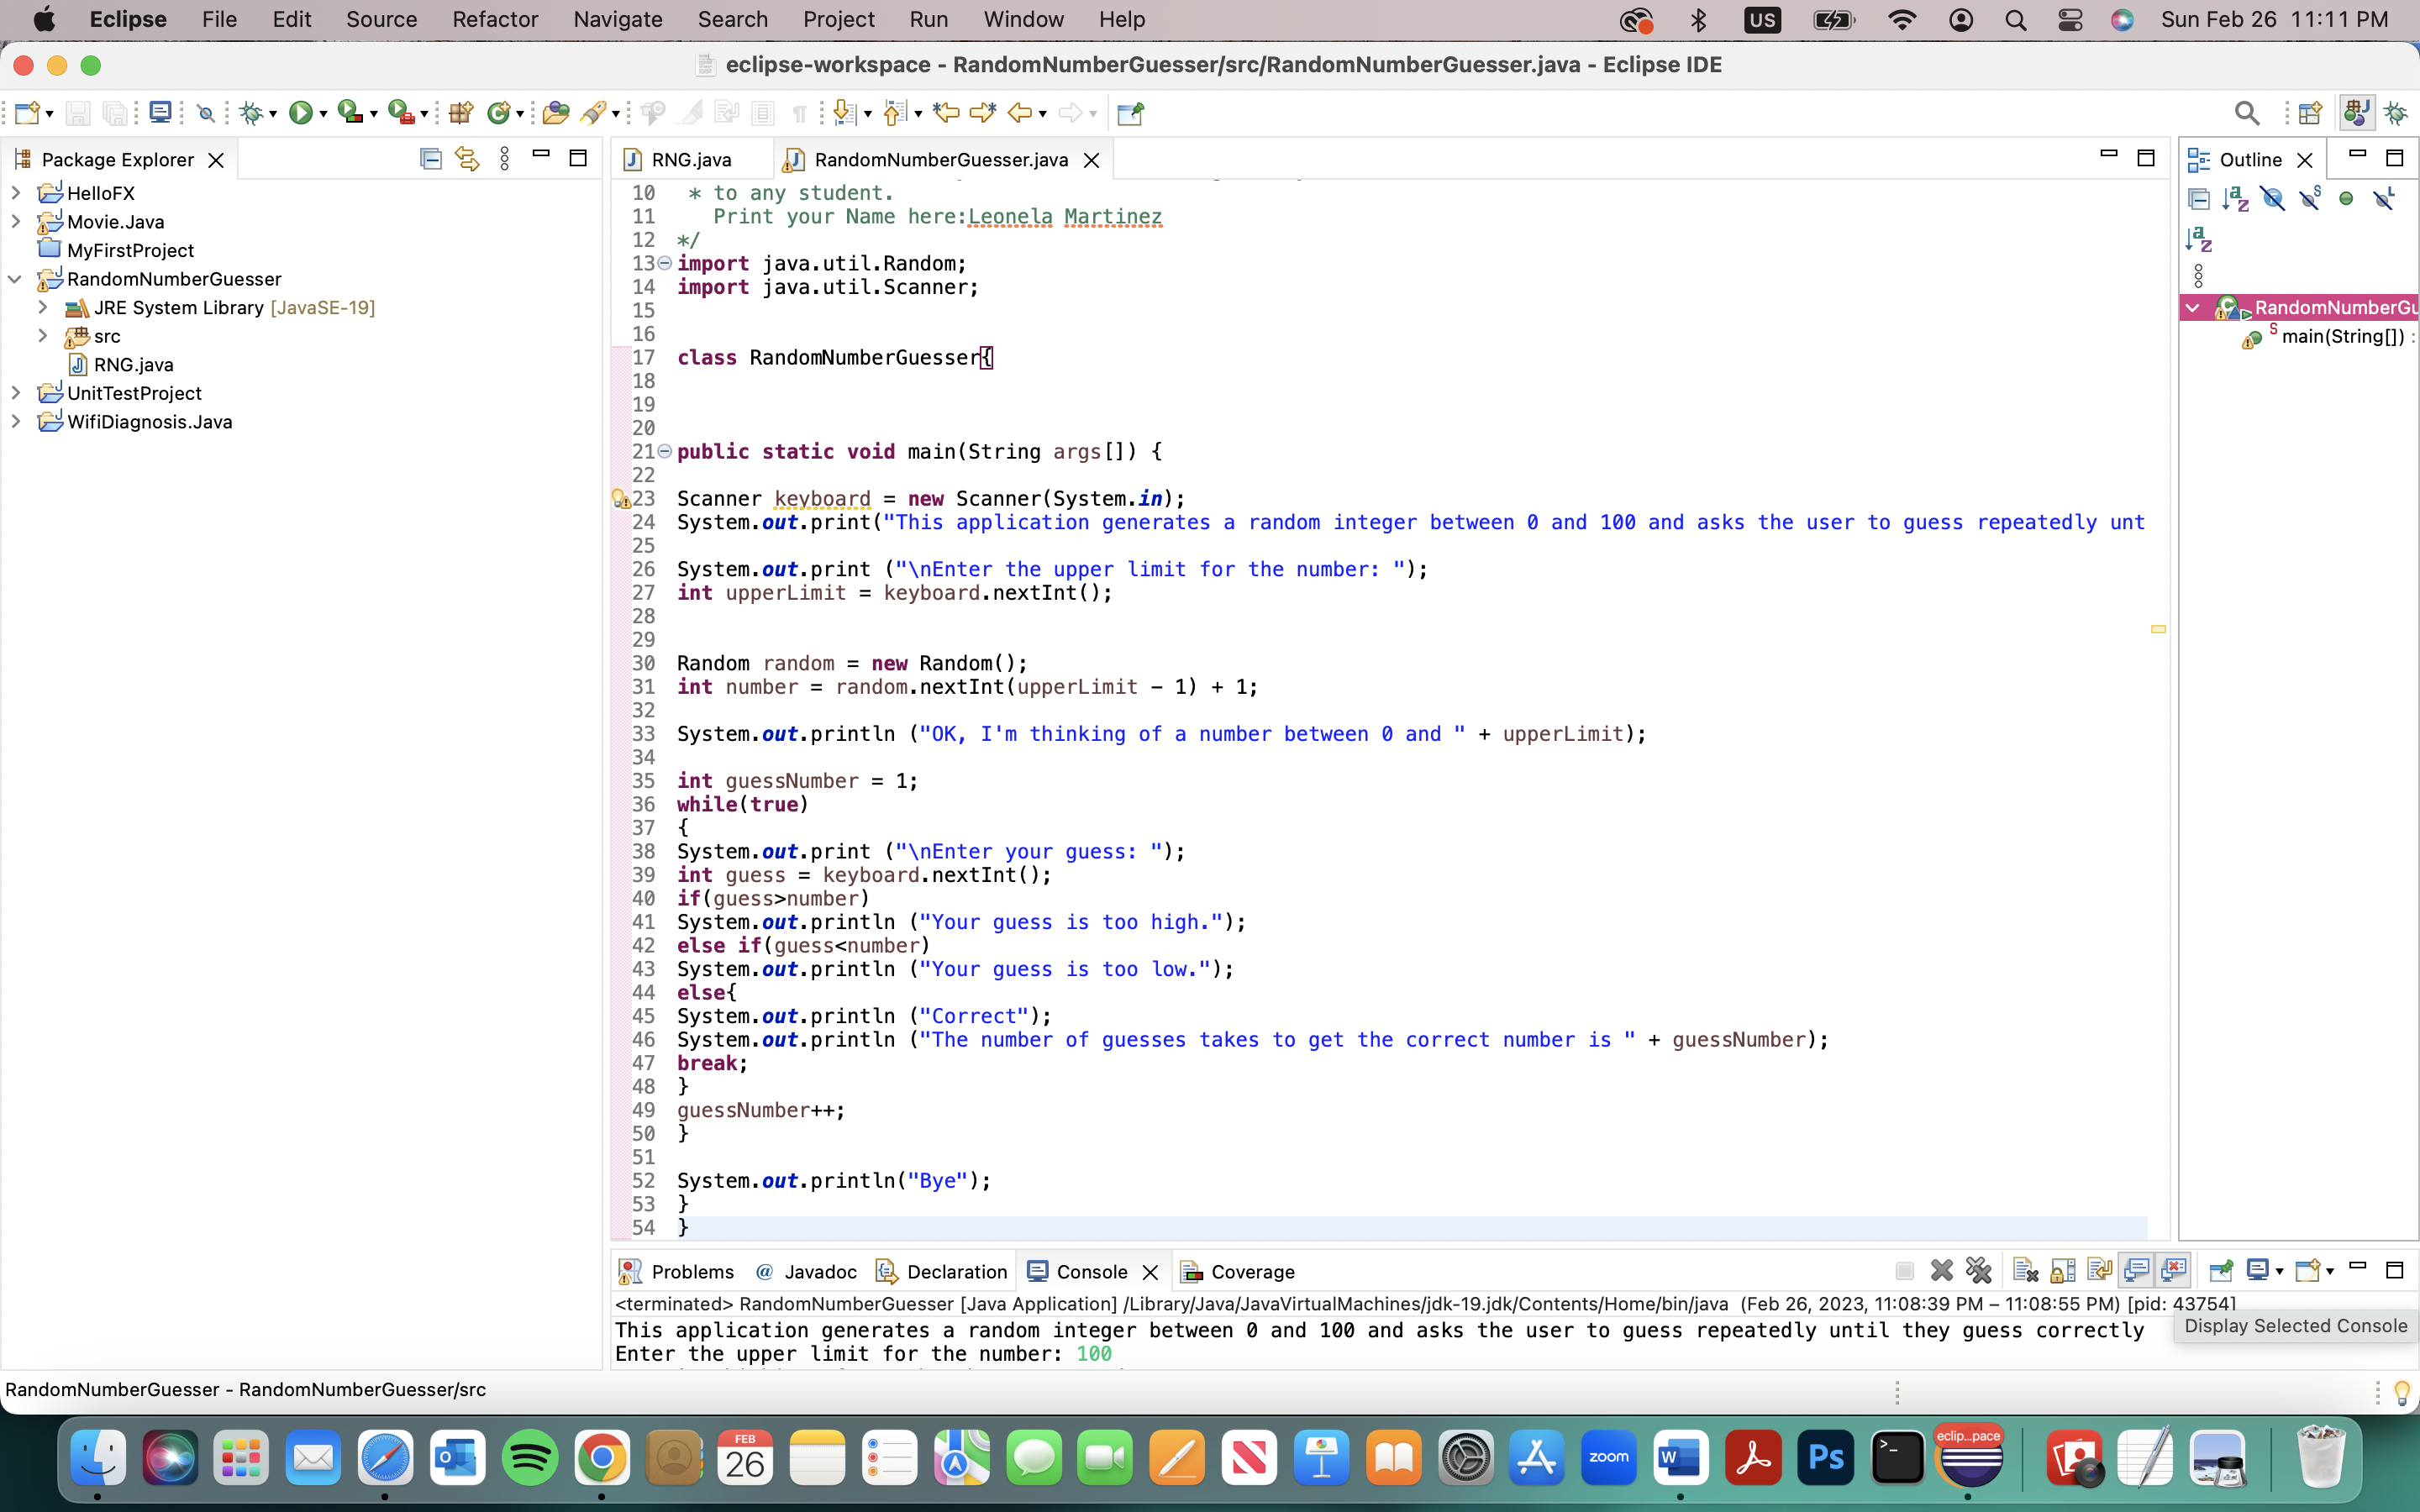 Eclipse File Edit Source Refactor Navigate Search Project Run Window Help US Sun Feb 26 11:11 PM
eclipse-workspace - RandomNumberGuesser/src/RandomNumberGuesser.java - Eclipse IDE
Package Explorer
HelloFX
Movie.Java
MyFirstProject
RandomNumberGuesser
JRE System Library [JavaSE-19]
src
RNG.java
UnitTestProject
WifiDiagnosis.Java
RNG.java RandomNumberGuesser.java
10 * to any student.
11 Print your Name here:Leonela Martinez
12 */
13 import java.util.Random;
14 import java.util.Scanner;
15
16
17 class RandomNumberGuesser{
18
19
20
21 public static void main(String args[]) {
22
23 Scanner keyboard = new Scanner(System.in);
24 System.out.print("This application generates a random integer between 0 and 100 and asks the user to guess repeatedly unt
25
26 System.out.print ("\nEnter the upper limit for the number: ");
27 int upperLimit = keyboard.nextInt();
28
29
30 Random random = new Random();
31 int number = random.nextInt(upperLimit - 1) + 1;
32
33 System.out.println ("OK, I'm thinking of a number between 0 and " + upperLimit);
34
35 int guessNumber = 1;
36 while(true)
37 {
38 System.out.print ("\nEnter your guess: ");
39 int guess = keyboard.nextInt();
40 if(guess>number)
41 System.out.println ("Your guess is too high.");
42 else if(guess<number)
43 System.out.println ("Your guess is too low.");
44 else{
45 System.out.println ("Correct");
46 System.out.println ("The number of guesses takes to get the correct number is " + guessNumber);
47 break;
48 }
49 guessNumber++;
50 }
51
52 System.out.println("Bye");
53 }
54 }
Outline
RandomNumberGu
main(String[]) :
Problems @ Javadoc Declaration Console Coverage
<terminated> RandomNumberGuesser [Java Application] /Library/Java/JavaVirtualMachines/jdk-19.jdk/Contents/Home/bin/java (Feb 26, 2023, 11:08:39 PM – 11:08:55 PM) [pid: 43754]
This application generates a random integer between 0 and 100 and asks the user to guess repeatedly until they guess correctly
Enter the upper limit for the number: 100
Display Selected Console
RandomNumberGuesser - RandomNumberGuesser/src
FEB
26
zoom
W
Ps
eclip...pace